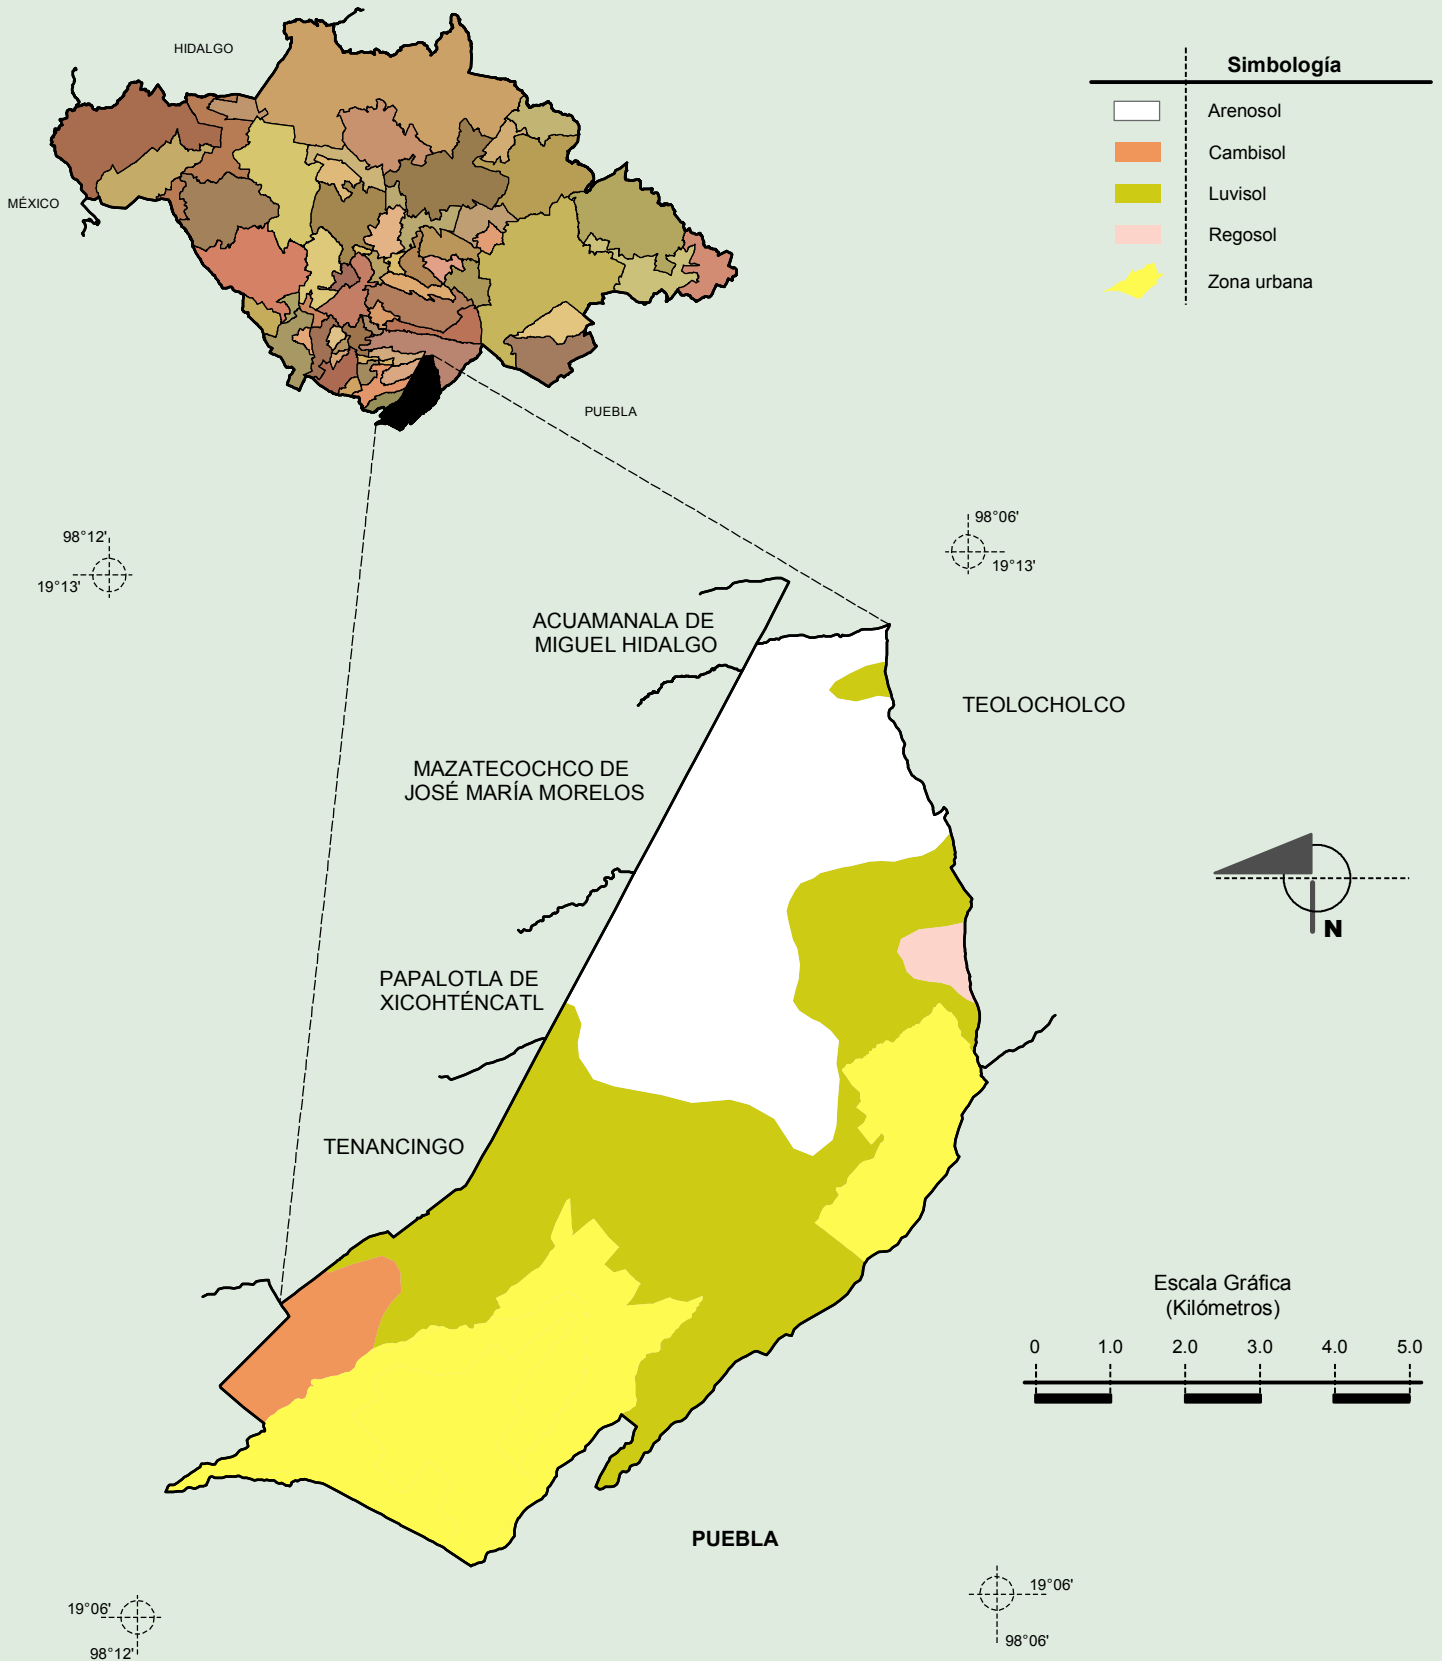 HIDALGO
MÉXICO
PUEBLA
Simbología
Arenosol
Cambisol
Luvisol
Regosol
Zona urbana
98°12'
19°13'
98°06'
19°13'
ACUAMANALA DE
MIGUEL HIDALGO
TEOLOCHOLCO
MAZATECOCHCO DE
JOSÉ MARÍA MORELOS
N
PAPALOTLA DE
XICOHTÉNCATL
TENANCINGO
Escala Gráfica
(Kilómetros)
0 1.0 2.0 3.0 4.0 5.0
PUEBLA
19°06'
98°12'
19°06'
98°06'